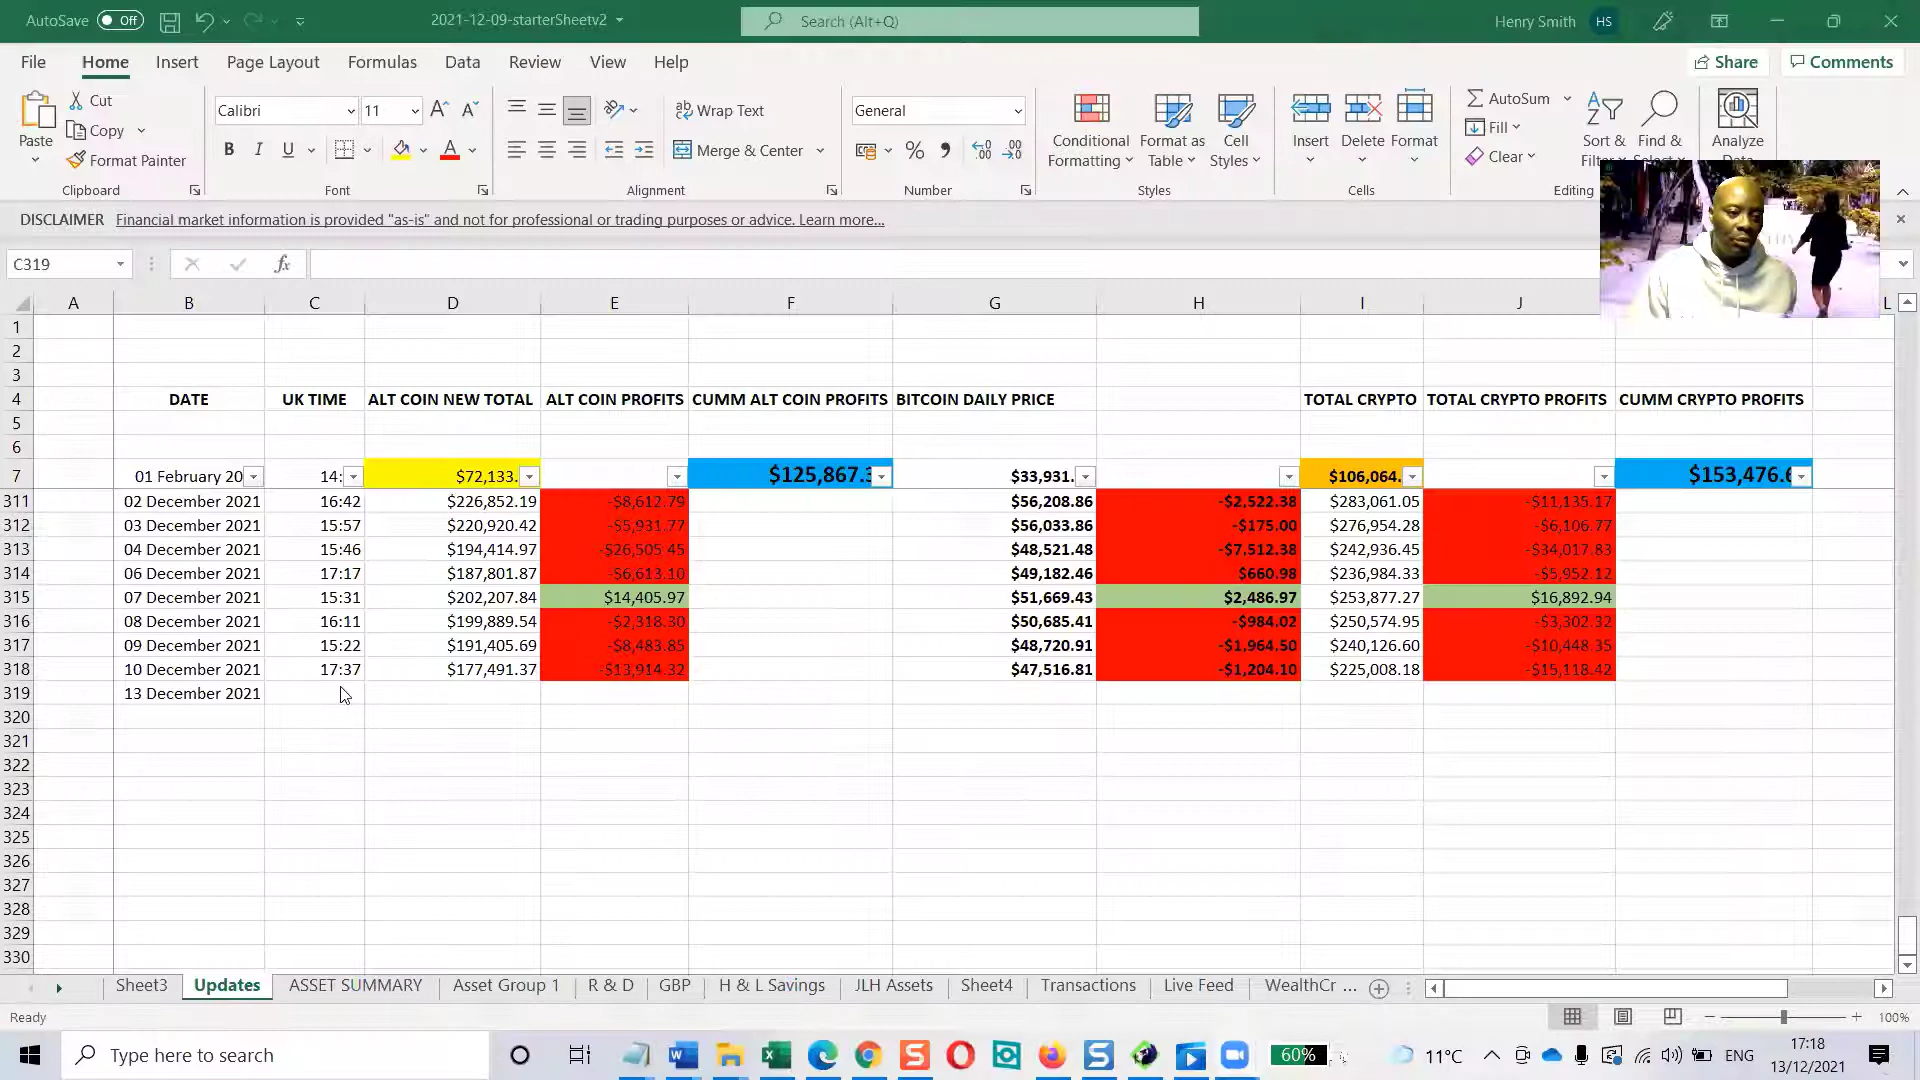 AutoSave Off 2021-12-09-starterSheetv2 Search (Alt+Q) Henry Smith HS
File Home Insert Page Layout Formulas Data Review View Help Share Comments
Paste Cut Copy Format Painter Clipboard
Calibri 11 B I U Font
Wrap Text Merge & Center Alignment
General Number
Conditional Formatting Format as Table Cell Styles Styles
Insert Delete Format Cells
AutoSum Fill Clear Sort & Find & Editing
Analyze
DISCLAIMER Financial market information is provided "as-is" and not for professional or trading purposes or advice. Learn more...
C319 fx
A B C D E F G H I J L
1
2
3
4 DATE UK TIME ALT COIN NEW TOTAL ALT COIN PROFITS CUMM ALT COIN PROFITS BITCOIN DAILY PRICE TOTAL CRYPTO TOTAL CRYPTO PROFITS CUMM CRYPTO PROFITS
5
6
7 01 February 20 14: $72,133. $125,867. $33,931. $106,064. $153,476.
311 02 December 2021 16:42 $226,852.19 -$8,612.79 $56,208.86 -$2,522.38 $283,061.05 -$11,135.17
312 03 December 2021 15:57 $220,920.42 -$5,931.77 $56,033.86 -$175.00 $276,954.28 -$6,106.77
313 04 December 2021 15:46 $194,414.97 -$26,505.45 $48,521.48 -$7,512.38 $242,936.45 -$34,017.83
314 06 December 2021 17:17 $187,801.87 -$6,613.10 $49,182.46 $660.98 $236,984.33 -$5,952.12
315 07 December 2021 15:31 $202,207.84 $14,405.97 $51,669.43 $2,486.97 $253,877.27 $16,892.94
316 08 December 2021 16:11 $199,889.54 -$2,318.30 $50,685.41 -$984.02 $250,574.95 -$3,302.32
317 09 December 2021 15:22 $191,405.69 -$8,483.85 $48,720.91 -$1,964.50 $240,126.60 -$10,448.35
318 10 December 2021 17:37 $177,491.37 -$13,914.32 $47,516.81 -$1,204.10 $225,008.18 -$15,118.42
319 13 December 2021
320
321
322
323
324
325
326
327
328
329
330
Sheet3 Updates ASSET SUMMARY Asset Group 1 R & D GBP H & L Savings JLH Assets Sheet4 Transactions Live Feed WealthCr ...
Ready 100%
Type here to search 60% 11°C ENG 17:18
13/12/2021